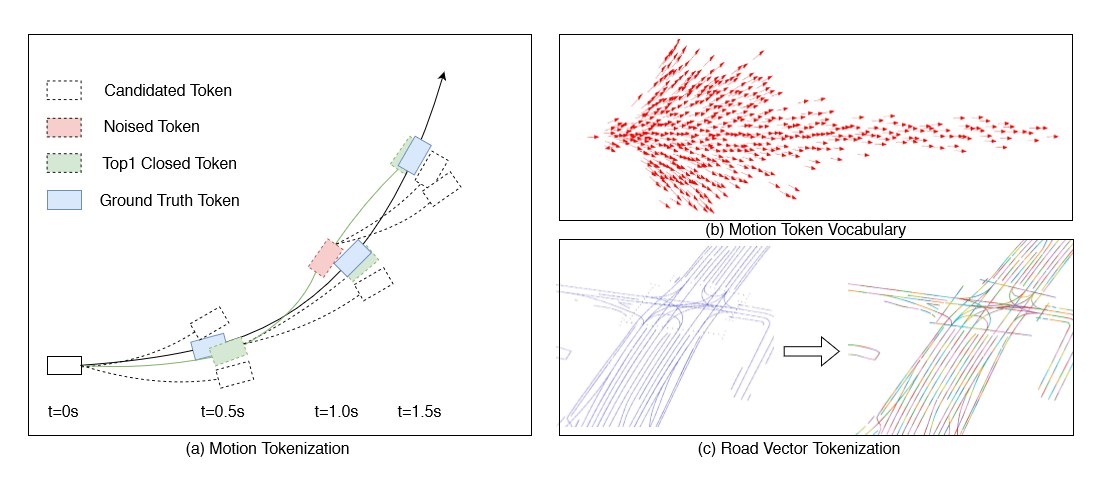 Candidated Token
Noised Token
Top1 Closed Token
Ground Truth Token
t=0s
t=0.5s
t=1.0s
t=1.5s
(a) Motion Tokenization
(b) Motion Token Vocabulary
(c) Road Vector Tokenization